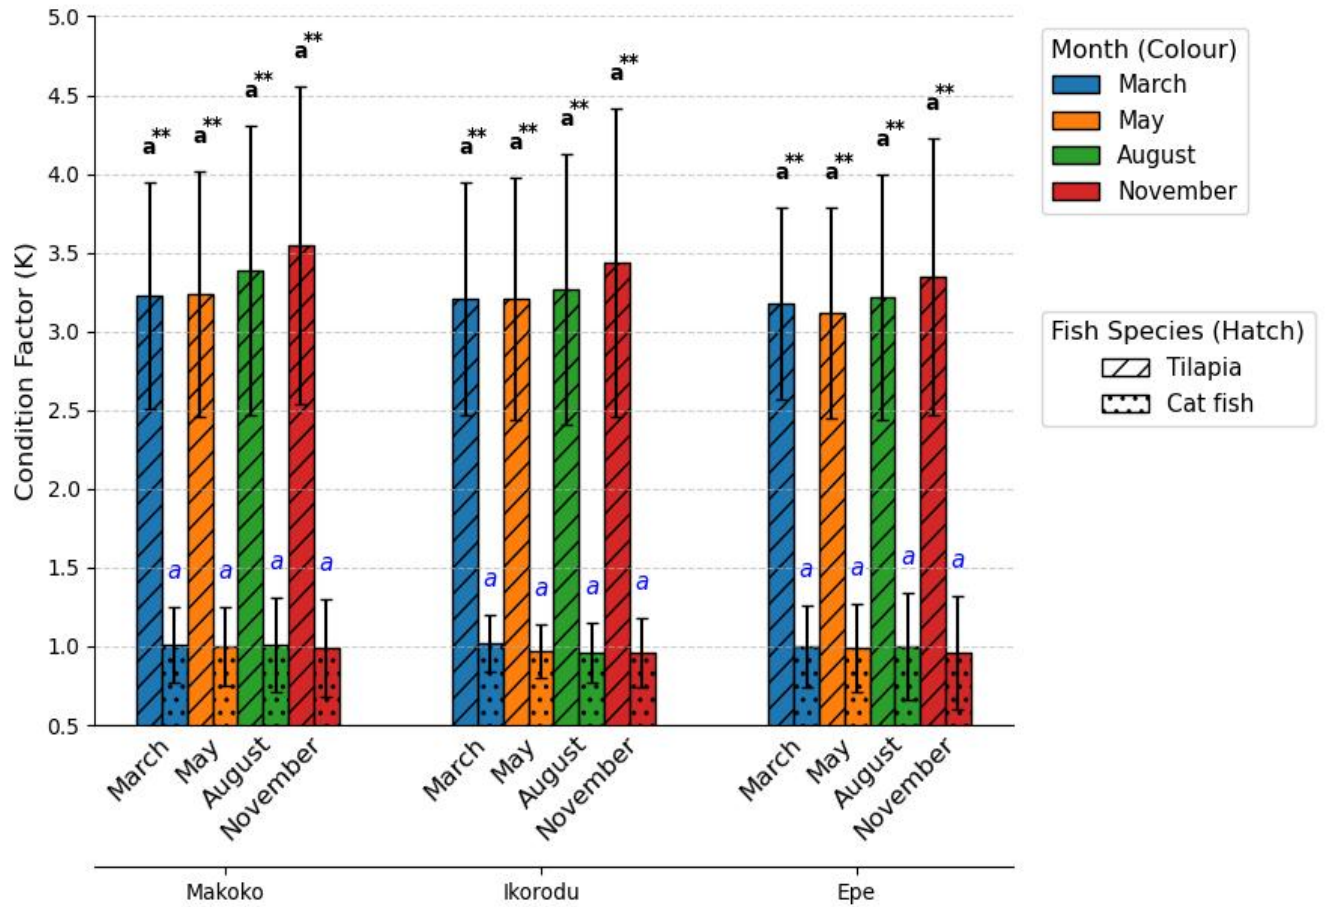 Condition Factor (K)
5.0
4.5
4.0
3.5
3.0
2.5
2.0
1.5
1.0
0.5
a** a** a** a** a** a** a** a** a** a** a** a**
a a a a a a a a a a a a
March May August November March May August November March May August November
Makoko Ikorodu Epe
Month (Colour)
March
May
August
November
Fish Species (Hatch)
Tilapia
Cat fish